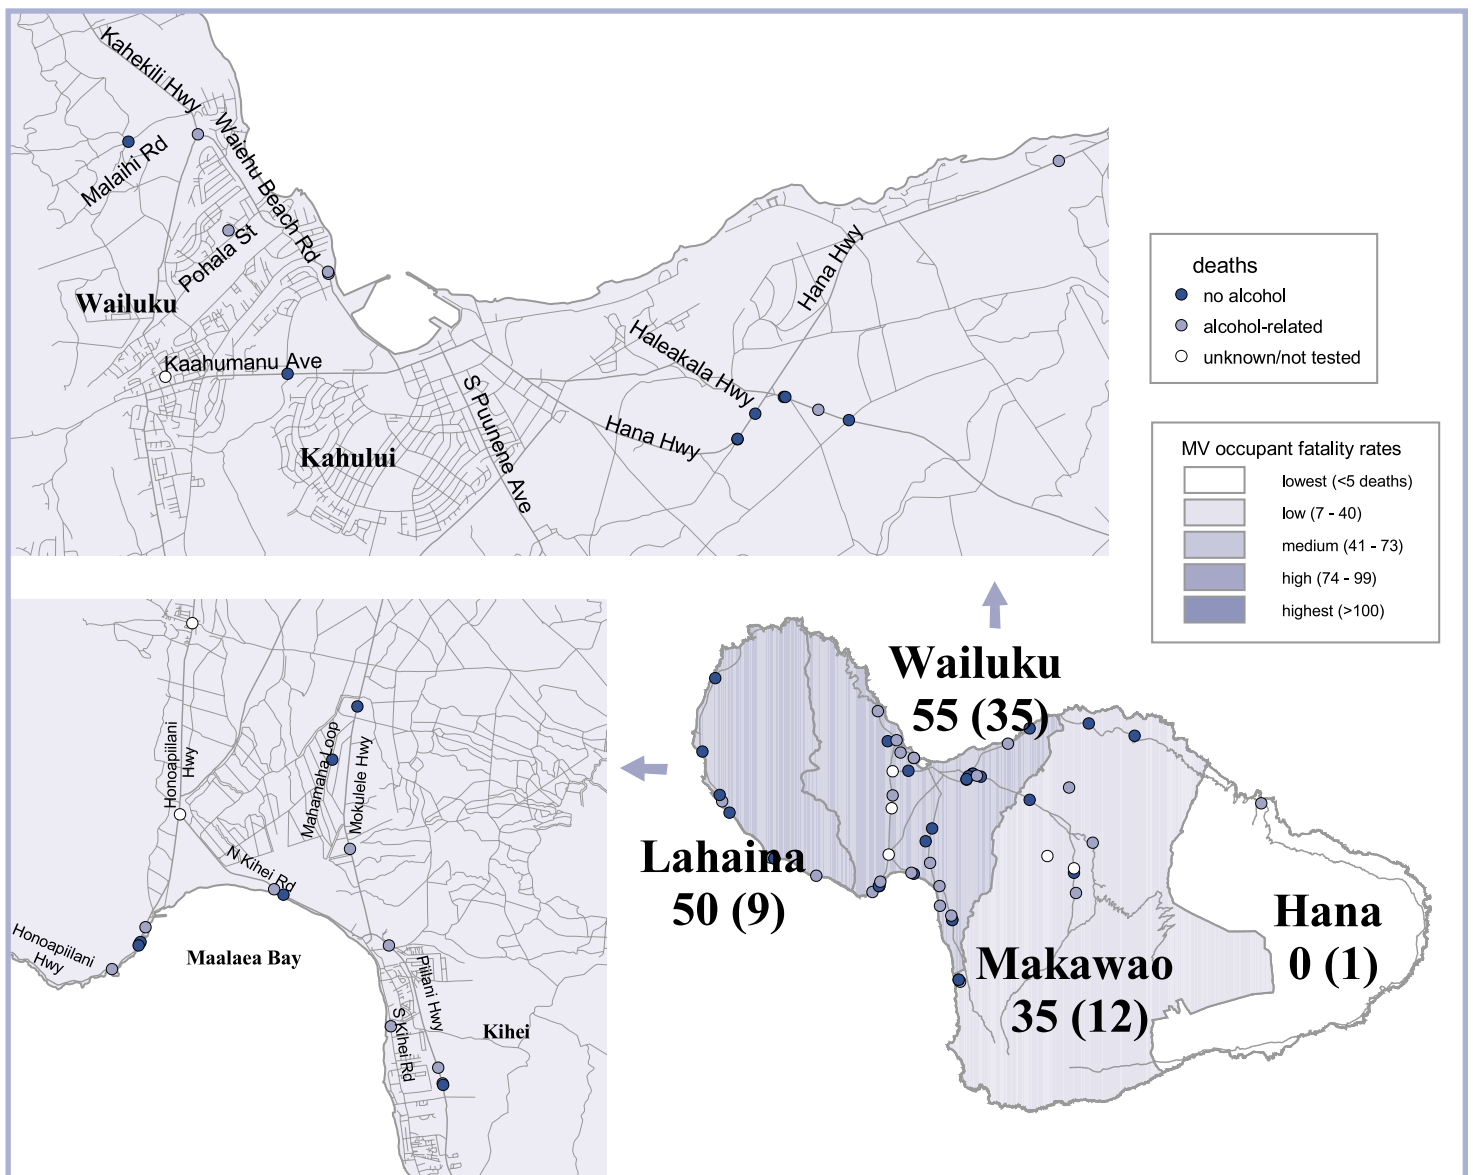 Kahekili Hwy
Malaihi Rd
Waiehu Beach Rd
Pohala St
Wailuku
Kaahumanu Ave
Kahului
S Puunene Ave
Hana Hwy
Haleakala Hwy
Hana Hwy
deaths
no alcohol
alcohol-related
unknown/not tested
MV occupant fatality rates
lowest (<5 deaths)
low (7 - 40)
medium (41 - 73)
high (74 - 99)
highest (>100)
Honoapiilani
Hwy
Mahamaha Loop
Mokulele Hwy
N Kihei Rd
Honoapiilani
Hwy
Maalaea Bay
Piilani Hwy
S Kihei Rd
Kihei
Wailuku
55 (35)
Lahaina
50 (9)
Makawao
35 (12)
Hana
0 (1)